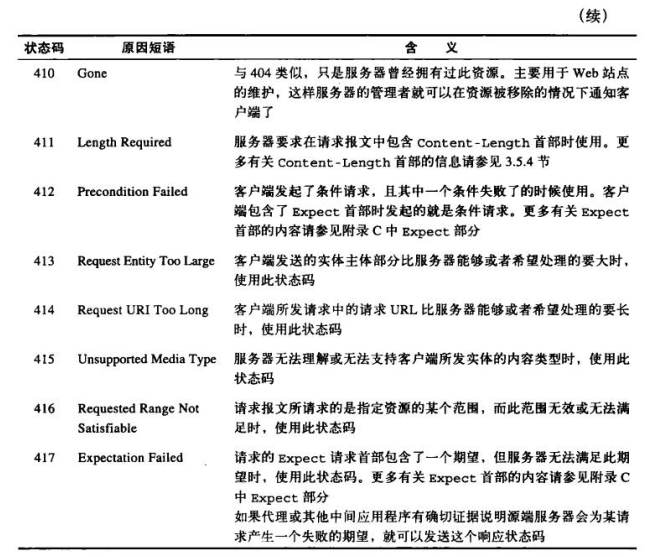 （续）
状态码 原因短语 含 义
410 Gone 与 404 类似，只是服务器曾经拥有过此资源。主要用于 Web 站点
的维护，这样服务器的管理者就可以在资源被移除的情况下通知客
户端了
411 Length Required 服务器要求在请求报文中包含 Content-Length 首部时使用。更
多有关 Content-Length 首部的信息请参见 3.5.4 节
412 Precondition Failed 客户端发起了条件请求，且其中一个条件失败了的时候使用。客户
端包含了 Expect 首部时发起的就是条件请求。更多有关 Expect
首部的内容请参见附录 C 中 Expect 部分
413 Request Entity Too Large 客户端发送的实体主体部分比服务器能够或者希望处理的要大时，
使用此状态码
414 Request URI Too Long 客户端所发请求中的请求 URL 比服务器能够或者希望处理的要长
时，使用此状态码
415 Unsupported Media Type 服务器无法理解或无法支持客户端所发实体的内容类型时，使用此
状态码
416 Requested Range Not 请求报文所请求的是指定资源的某个范围，而此范围无效或无法满
Satisfiable 足时，使用此状态码
417 Expectation Failed 请求的 Expect 请求首部包含了一个期望，但服务器无法满足此期
望时，使用此状态码。更多有关 Expect 首部的内容请参见附录 C
中 Expect 部分
如果代理或其他中间应用程序有确切证据说明源端服务器会为某请
求产生一个失败的期望，就可以发送这个响应状态码